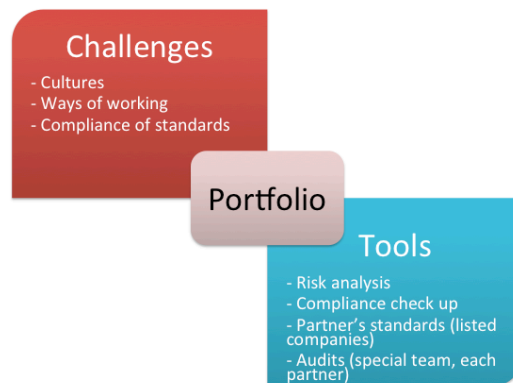 Challenges
- Cultures
- Ways of working
- Compliance of standards
Portfolio
Tools
- Risk analysis
- Compliance check up
- Partner's standards (listed
companies)
- Audits (special team, each
partner)